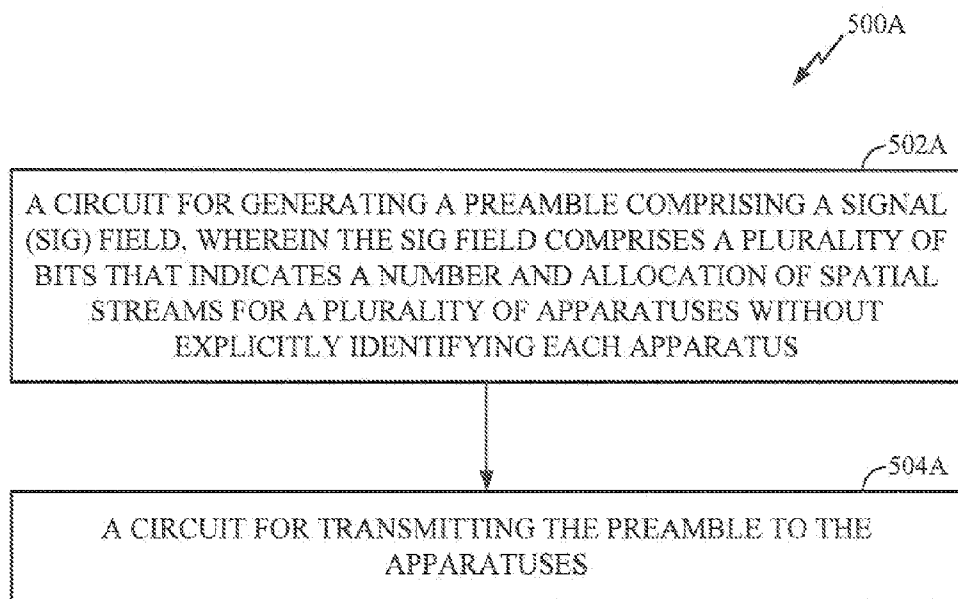 500A
502A
A CIRCUIT FOR GENERATING A PREAMBLE COMPRISING A SIGNAL
(SIG) FIELD, WHEREIN THE SIG FIELD COMPRISES A PLURALITY OF
BITS THAT INDICATES A NUMBER AND ALLOCATION OF SPATIAL
STREAMS FOR A PLURALITY OF APPARATUSES WITHOUT
EXPLICITLY IDENTIFYING EACH APPARATUS
504A
A CIRCUIT FOR TRANSMITTING THE PREAMBLE TO THE
APPARATUSES